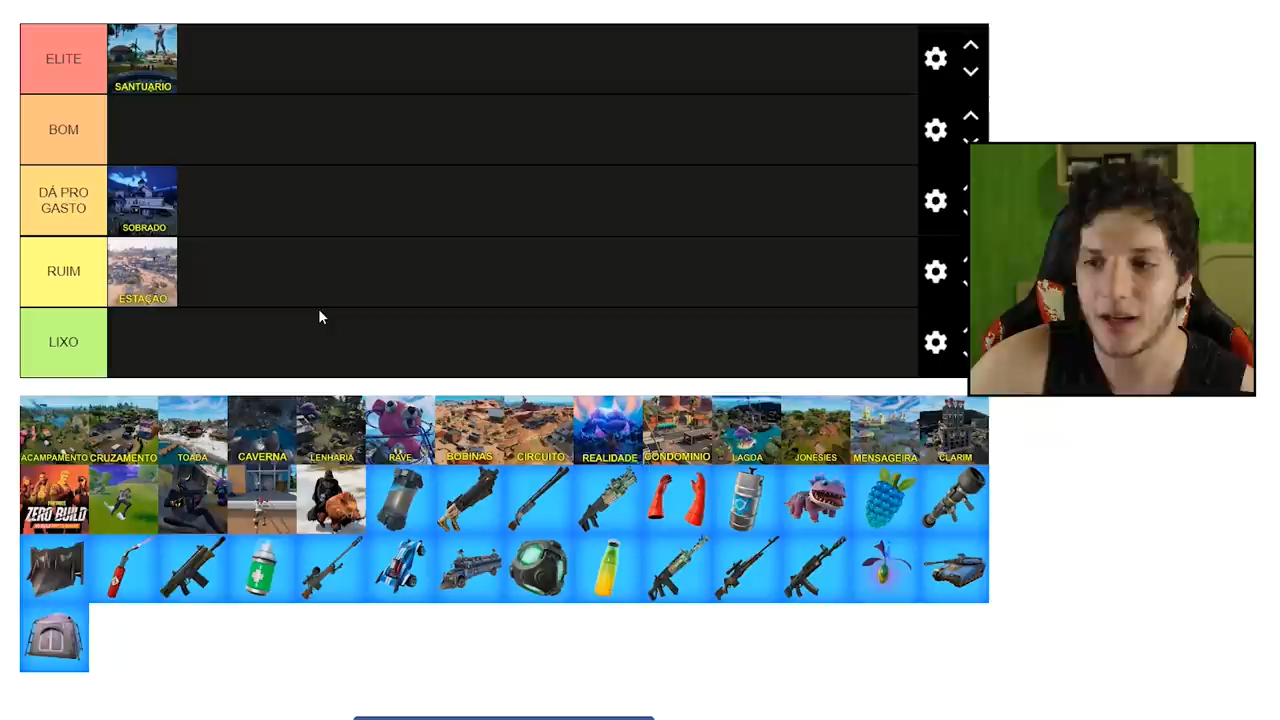 ELITE
SANTUARIO
BOM
DÁ PRO
GASTO
SOBRADO
RUIM
ESTAÇÃO
LIXO
ACAMPAMENTO CRUZAMENTO TOADA CAVERNA LENHARIA RAVE BOBINAS CIRCUITO REALIDADE CONDOMINIO LAGOA JONESIES MENSAGEIRA CLARIM
FORTNITE
ZERO BUILD